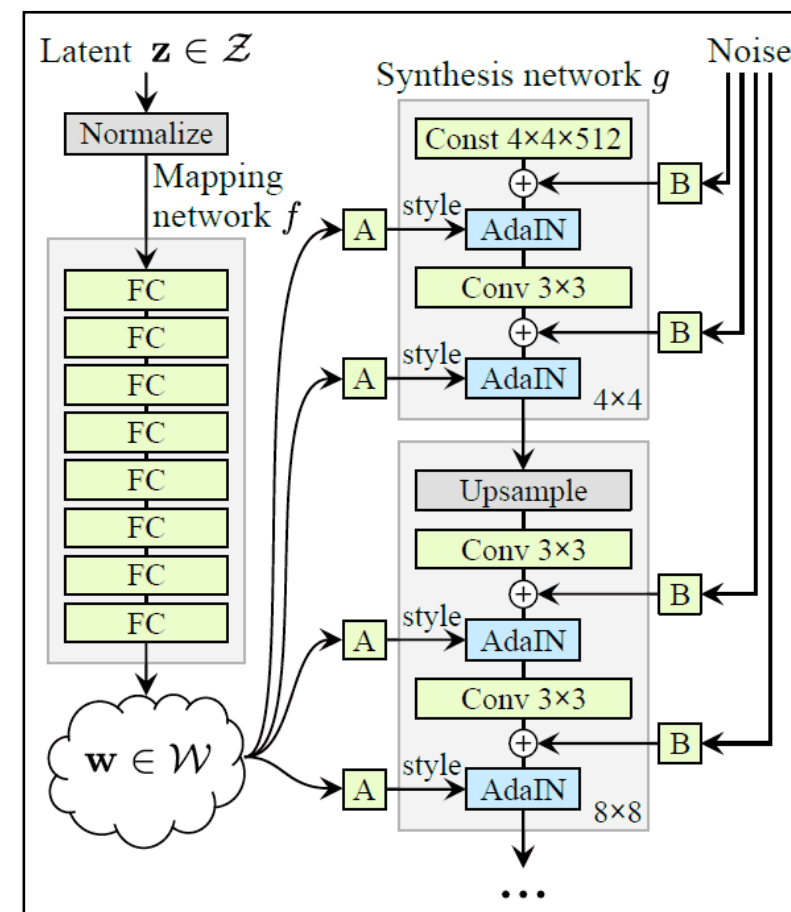 Latent z ∈ Z
Normalize
Mapping
network f
FC
FC
FC
FC
FC
FC
FC
FC
w ∈ W
Synthesis network g
Noise
Const 4×4×512
+
B
A
style
AdaIN
Conv 3×3
+
B
A
style
AdaIN
4×4
Upsample
Conv 3×3
+
B
A
style
AdaIN
Conv 3×3
+
B
A
style
AdaIN
8×8
...